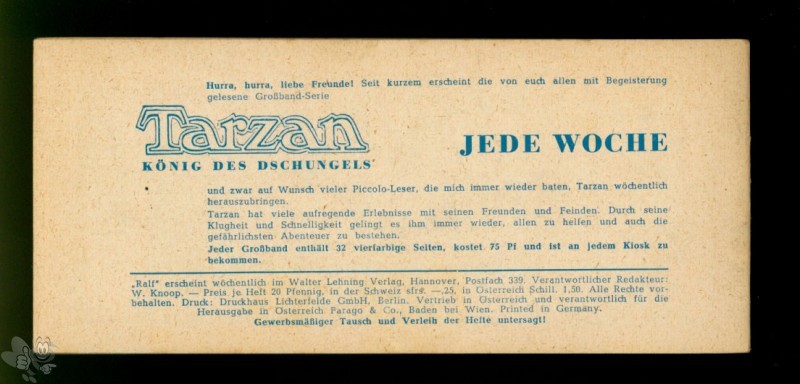 Hurra, hurra, liebe Freunde! Seit kurzem erscheint die von euch allen mit Begeisterung
gelesene Großband-Serie
Tarzan
KÖNIG DES DSCHUNGELS
JEDE WOCHE
und zwar auf Wunsch vieler Piccolo-Leser, die mich immer wieder baten, Tarzan wöchentlich
herauszubringen.
Tarzan hat viele aufregende Erlebnisse mit seinen Freunden und Feinden. Durch seine
Klugheit und Schnelligkeit gelingt es ihm immer wieder, allen zu helfen und auch die
gefährlichsten Abenteuer zu bestehen.
Jeder Großband enthält 32 vierfarbige Seiten, kostet 75 Pf und ist an jedem Kiosk zu
bekommen.
„Ralf" erscheint wöchentlich im Walter Lehning Verlag, Hannover, Postfach 339. Verantwortlicher Redakteur:
W. Knoop. — Preis je Heft 20 Pfennig, in der Schweiz sfrs. —.25, in Österreich Schill. 1,50. Alle Rechte vor-
behalten. Druck: Druckhaus Lichterfelde GmbH, Berlin. Vertrieb in Österreich und verantwortlich für die
Herausgabe in Österreich Farago & Co., Baden bei Wien. Printed in Germany.
Gewerbsmäßiger Tausch und Verleih der Hefte untersagt!